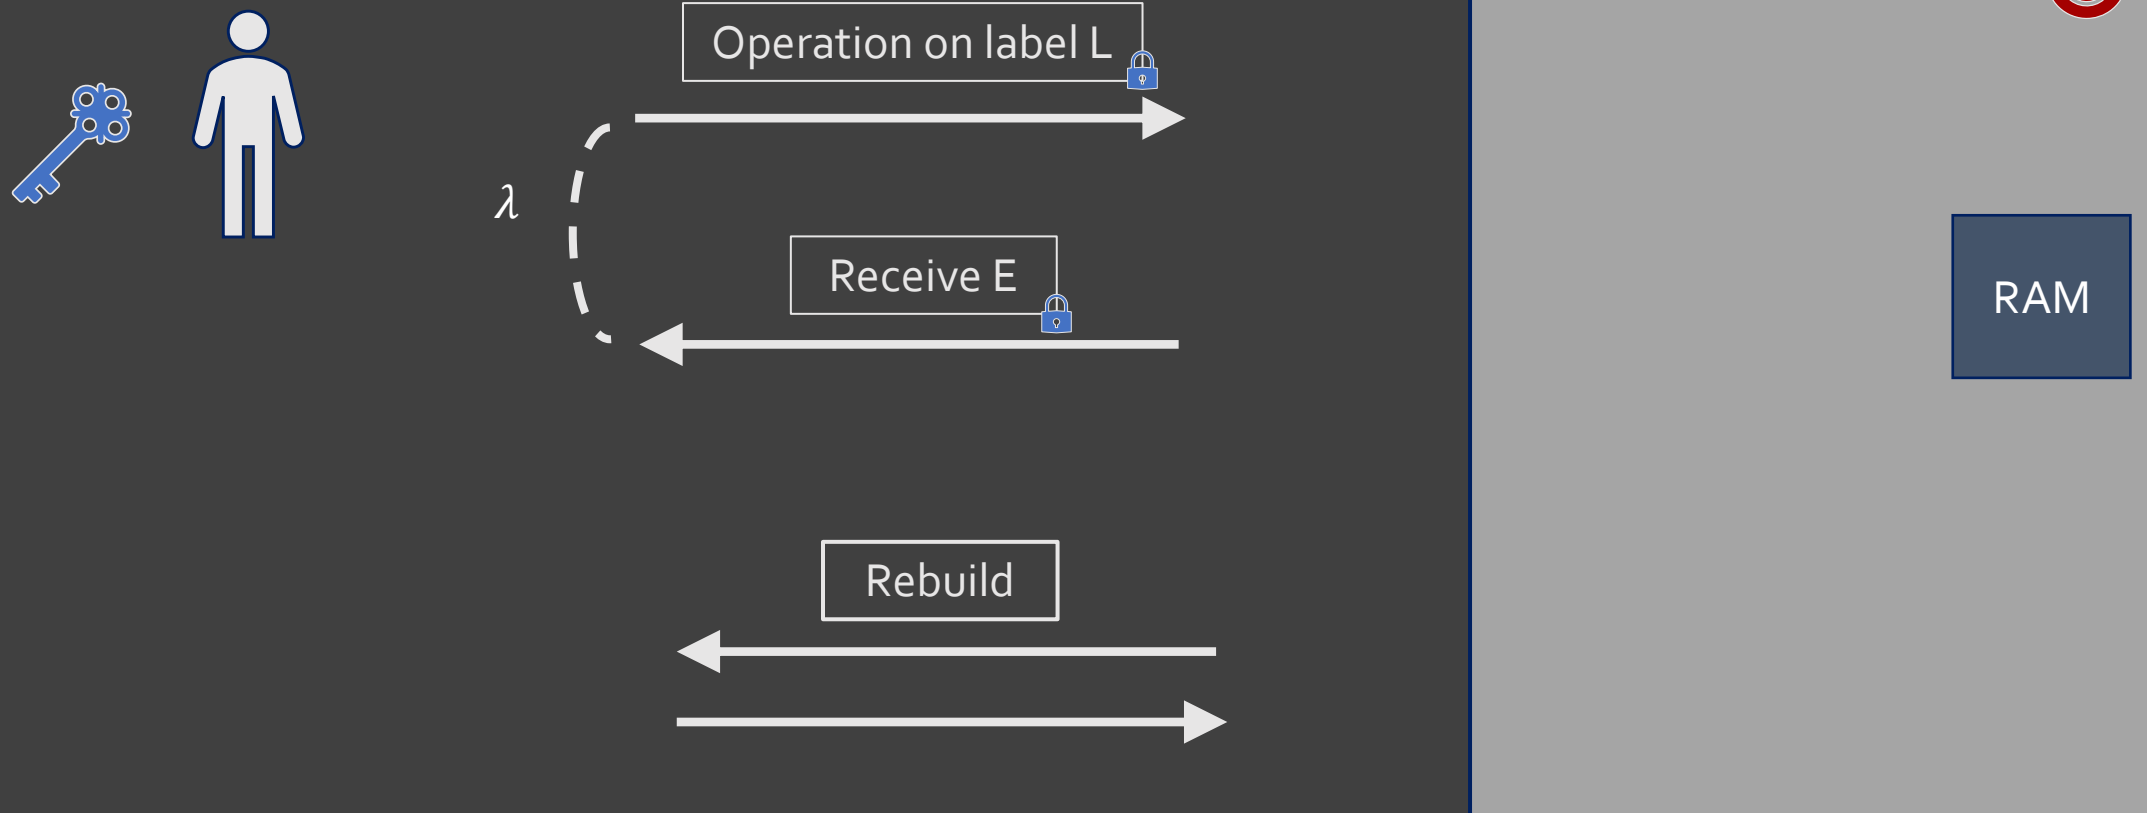 Operation on label L
λ
Receive E
RAM
Rebuild